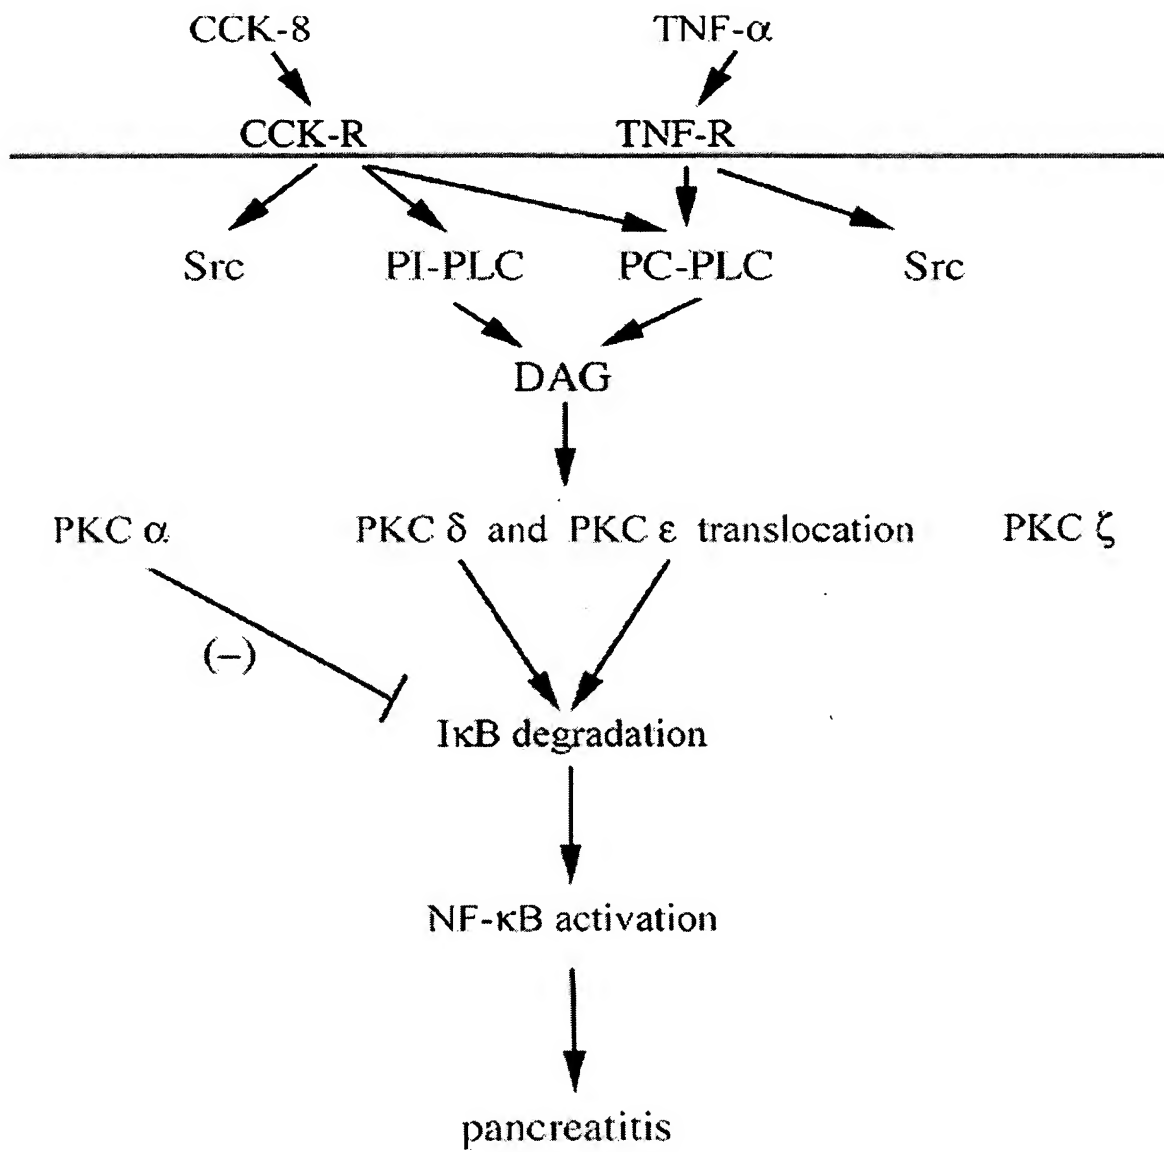 CCK-8 TNF-α
CCK-R TNF-R
Src PI-PLC PC-PLC Src
DAG
PKC α PKC δ and PKC ε translocation PKC ζ
(–)
IκB degradation
NF-κB activation
pancreatitis